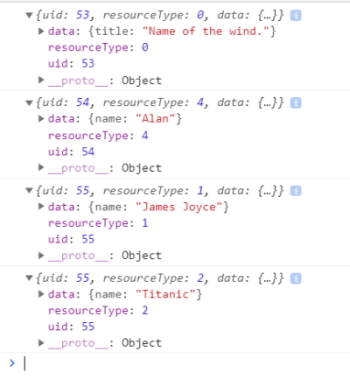 ▼{uid: 53, resourceType: 0, data: {…}} i
▶data: {title: "Name of the wind."}
resourceType: 0
uid: 53
▶__proto__: Object
▼{uid: 54, resourceType: 4, data: {…}} i
▶data: {name: "Alan"}
resourceType: 4
uid: 54
▶__proto__: Object
▼{uid: 55, resourceType: 1, data: {…}} i
▶data: {name: "James Joyce"}
resourceType: 1
uid: 55
▶__proto__: Object
▼{uid: 55, resourceType: 2, data: {…}} i
▶data: {name: "Titanic"}
resourceType: 2
uid: 55
▶__proto__: Object
>